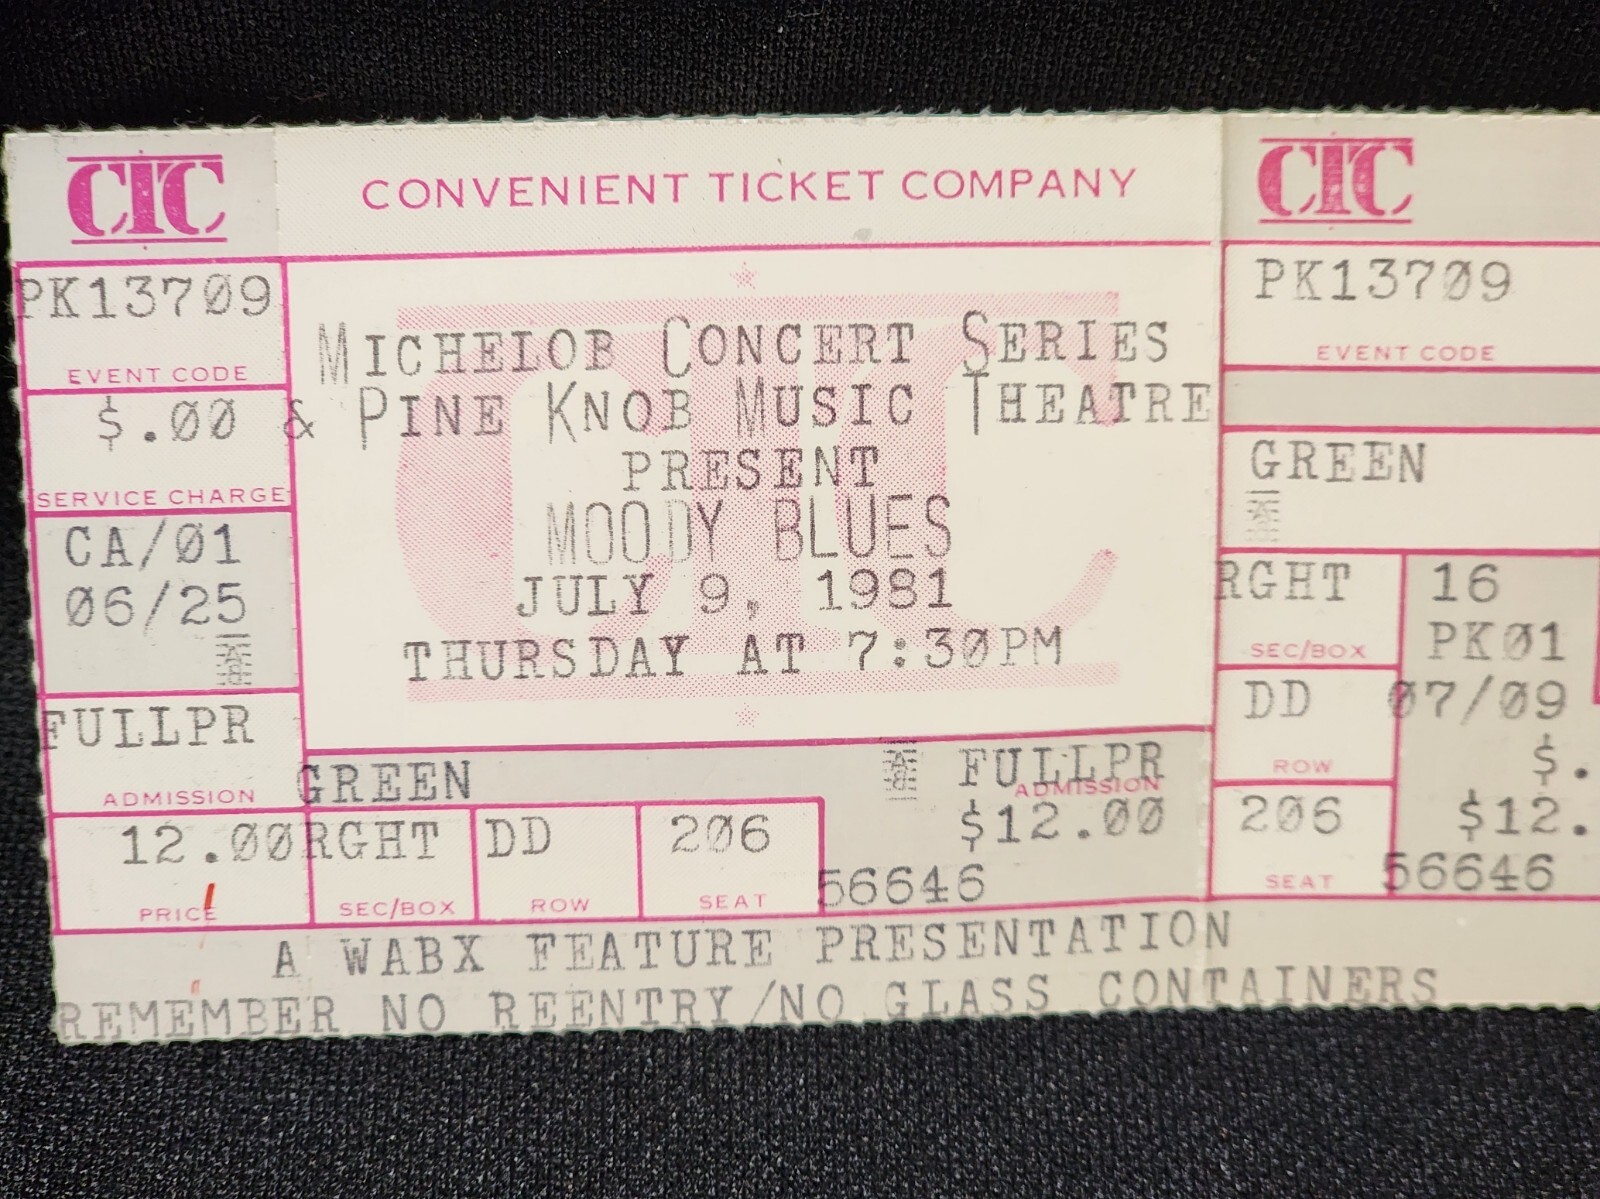 CTC
CONVENIENT TICKET COMPANY
PK13709
EVENT CODE
$.00
SERVICE CHARGE
CA/01
06/25
FULLPR
ADMISSION
12.00
PRICE
MICHELOB CONCERT SERIES
& PINE KNOB MUSIC THEATRE
PRESENT
MOODY BLUES
JULY 9, 1981
THURSDAY AT 7:30PM
GREEN
FULLPR
ADMISSION
$12.00
RGHT
SEC/BOX
DD
ROW
206
SEAT
56646
A WABX FEATURE PRESENTATION
REMEMBER NO REENTRY/NO GLASS CONTAINERS
CTC
PK13709
EVENT CODE
GREEN
RGHT
SEC/BOX
16
PK01
DD
ROW
07/09
$.
206
SEAT
$12.
56646